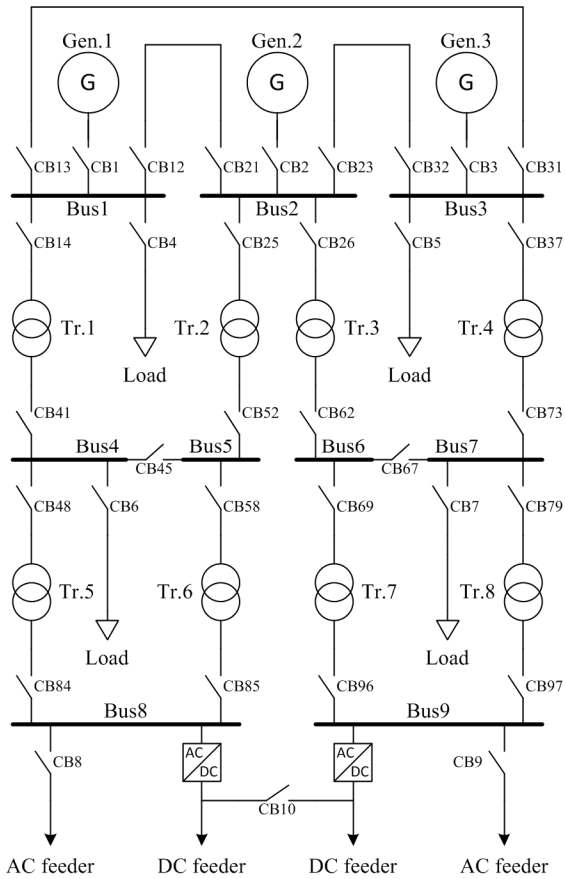 Gen.1 Gen.2 Gen.3
G G G
CB13 CB1 CB12 CB21 CB2 CB23 CB32 CB3 CB31
Bus1 Bus2 Bus3
CB14 CB4 CB25 CB26 CB5 CB37
Tr.1 Tr.2 Tr.3 Tr.4
Load Load
CB41 CB52 CB62 CB73
Bus4 Bus5 Bus6 Bus7
CB45 CB67
CB48 CB6 CB58 CB69 CB7 CB79
Tr.5 Tr.6 Tr.7 Tr.8
Load Load
CB84 CB85 CB96 CB97
Bus8 Bus9
CB8 AC AC CB9
DC DC
CB10
AC feeder DC feeder DC feeder AC feeder